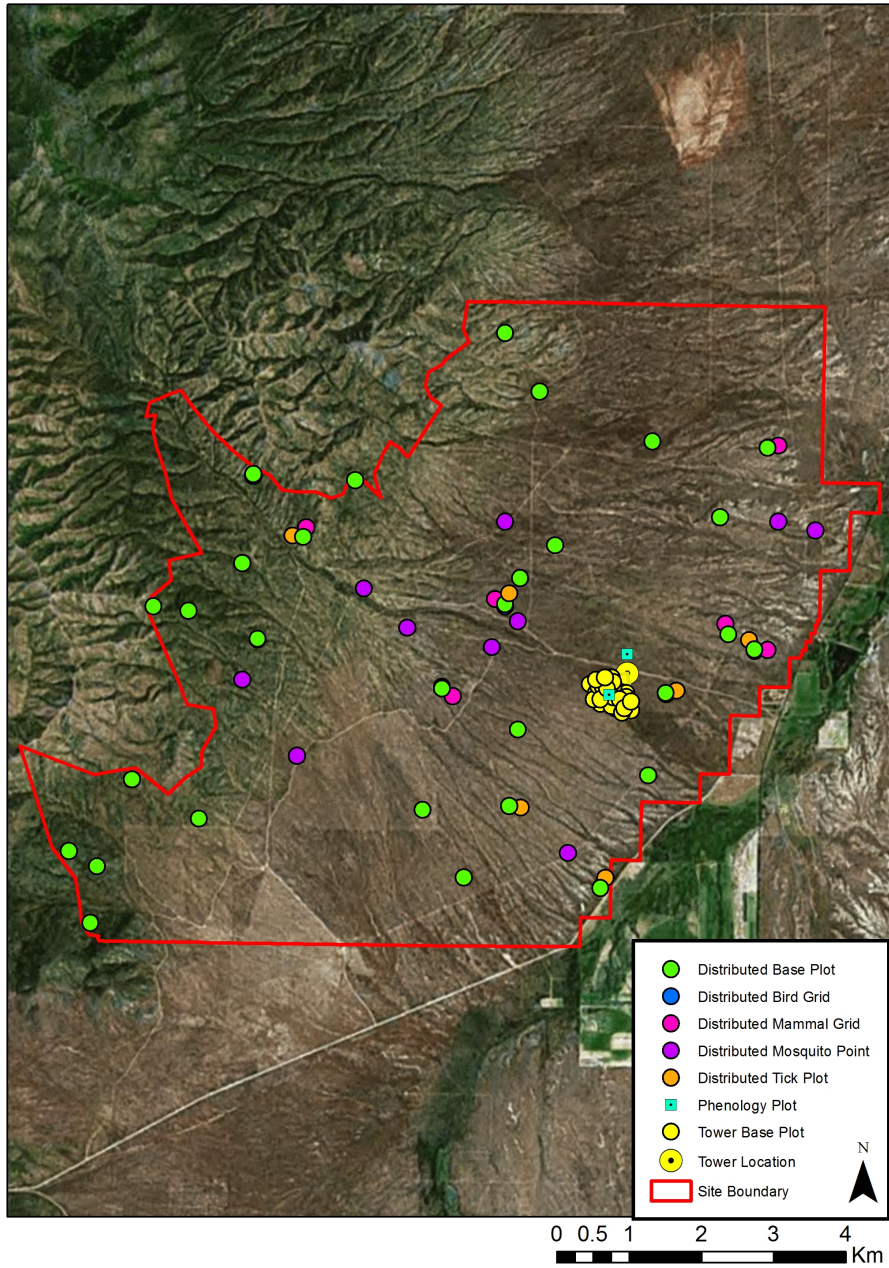 Distributed Base Plot
Distributed Bird Grid
Distributed Mammal Grid
Distributed Mosquito Point
Distributed Tick Plot
Phenology Plot
Tower Base Plot
N
Tower Location
Site Boundary
0 0.5 1 2 3 4
Km